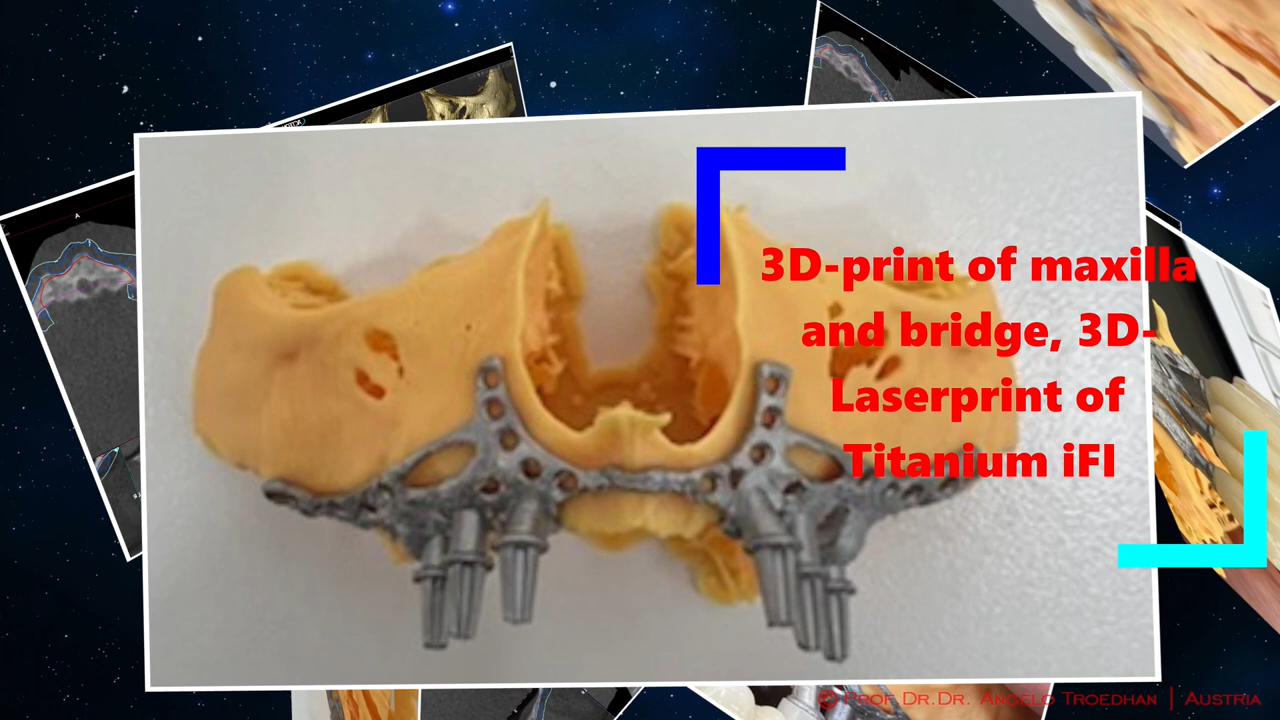 3D-print of maxilla
and bridge, 3D-
Laserprint of
Titanium iFI
© Prof Dr.Dr. Angelo Troedhan | Austria